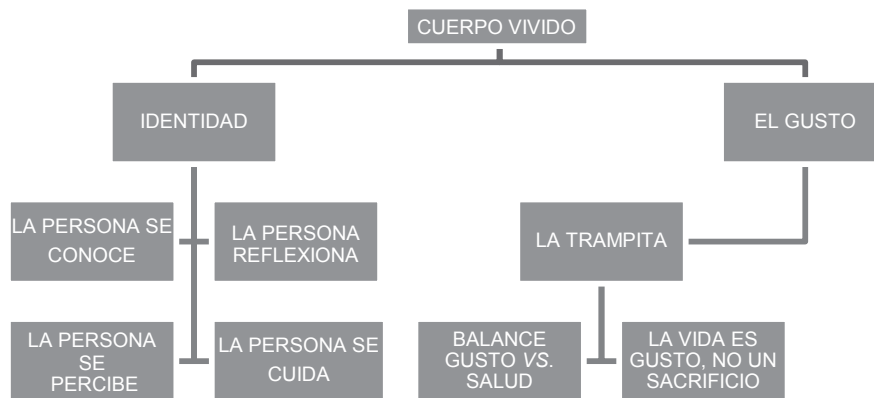 CUERPO VIVIDO
IDENTIDAD
EL GUSTO
LA PERSONA SE
CONOCE
LA PERSONA
REFLEXIONA
LA TRAMPITA
LA PERSONA
SE
PERCIBE
LA PERSONA SE
CUIDA
BALANCE
GUSTO VS.
SALUD
LA VIDA ES
GUSTO, NO UN
SACRIFICIO